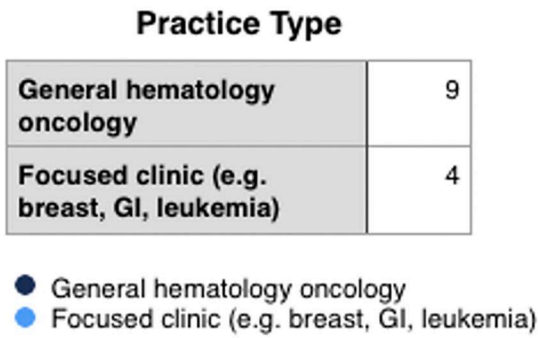 Practice Type
General hematology 9
oncology
Focused clinic (e.g. 4
breast, GI, leukemia)
General hematology oncology
Focused clinic (e.g. breast, GI, leukemia)